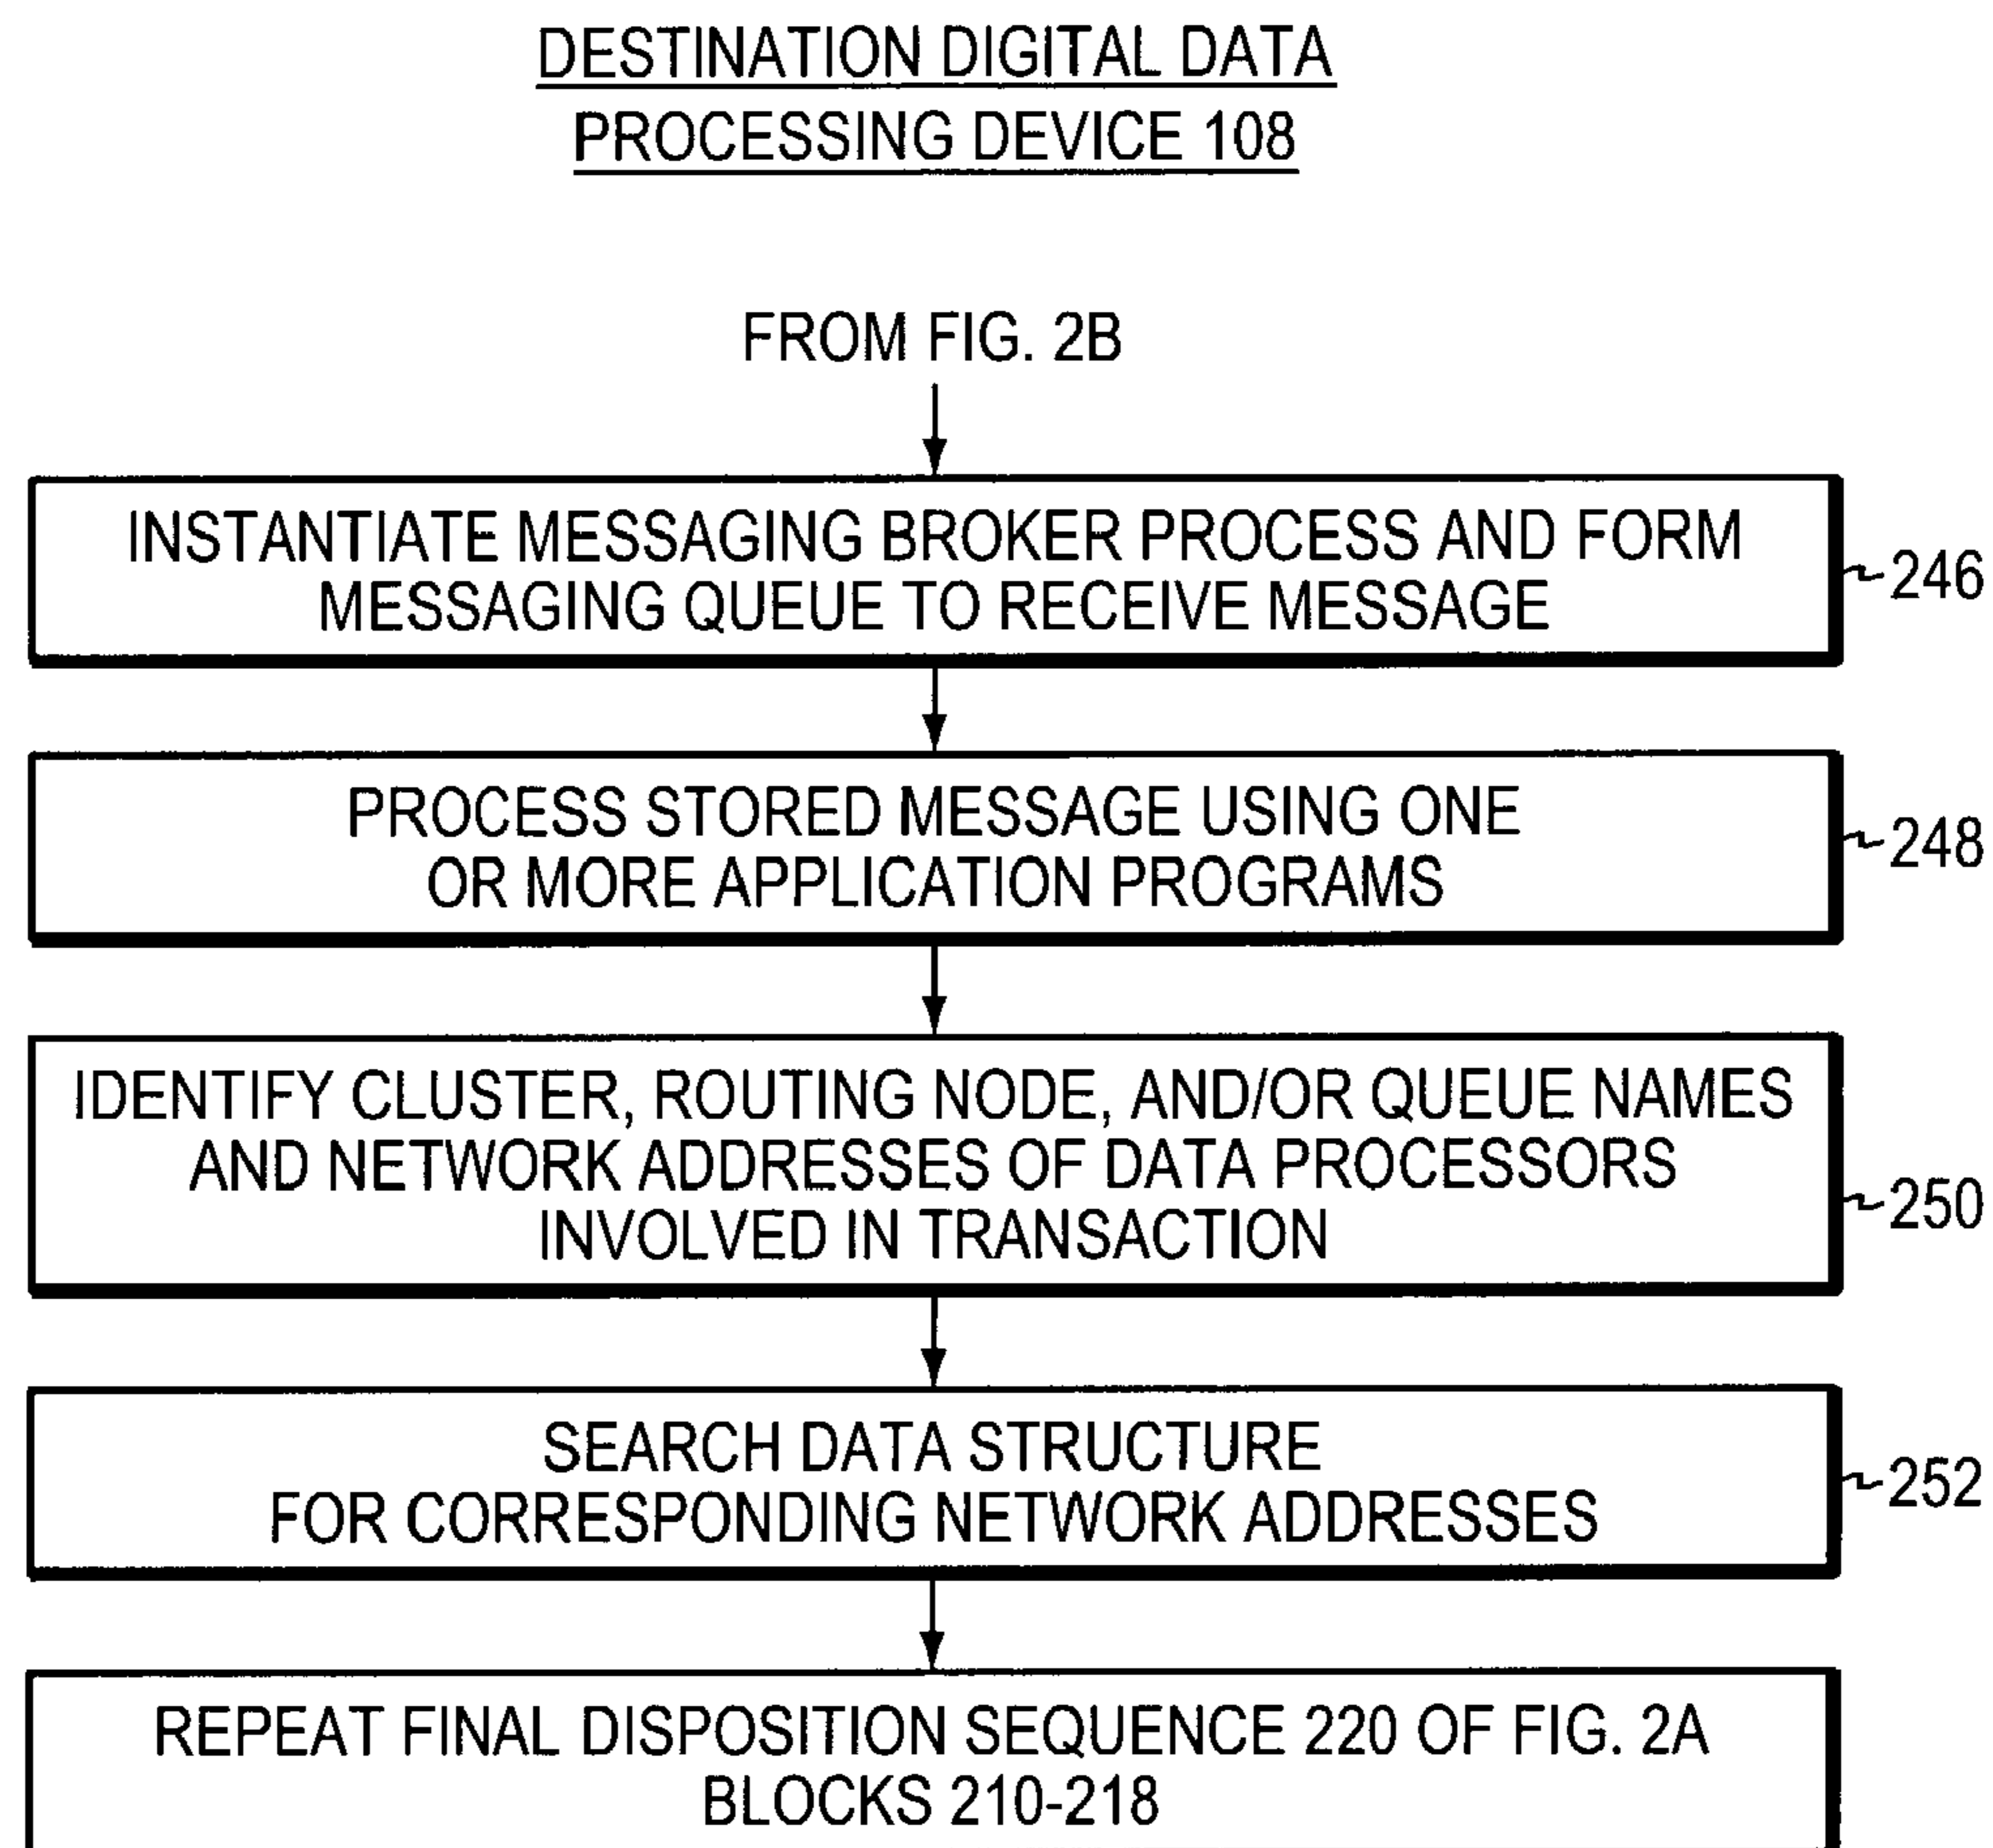 DESTINATION DIGITAL DATA
PROCESSING DEVICE 108
FROM FIG. 2B
INSTANTIATE MESSAGING BROKER PROCESS AND FORM
MESSAGING QUEUE TO RECEIVE MESSAGE
246
PROCESS STORED MESSAGE USING ONE
OR MORE APPLICATION PROGRAMS
248
IDENTIFY CLUSTER, ROUTING NODE, AND/OR QUEUE NAMES
AND NETWORK ADDRESSES OF DATA PROCESSORS
INVOLVED IN TRANSACTION
250
SEARCH DATA STRUCTURE
FOR CORRESPONDING NETWORK ADDRESSES
252
REPEAT FINAL DISPOSITION SEQUENCE 220 OF FIG. 2A
BLOCKS 210-218